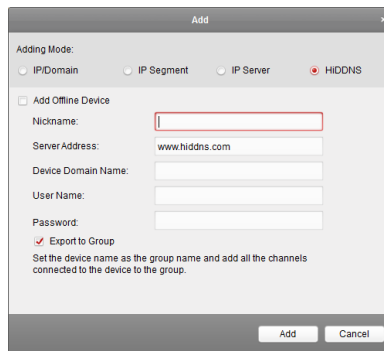 Add
Adding Mode:
IP/Domain IP Segment IP Server HiDDNS
Add Offline Device
Nickname:
Server Address: www.hiddns.com
Device Domain Name:
User Name:
Password:
Export to Group
Set the device name as the group name and add all the channels
connected to the device to the group.
Add Cancel